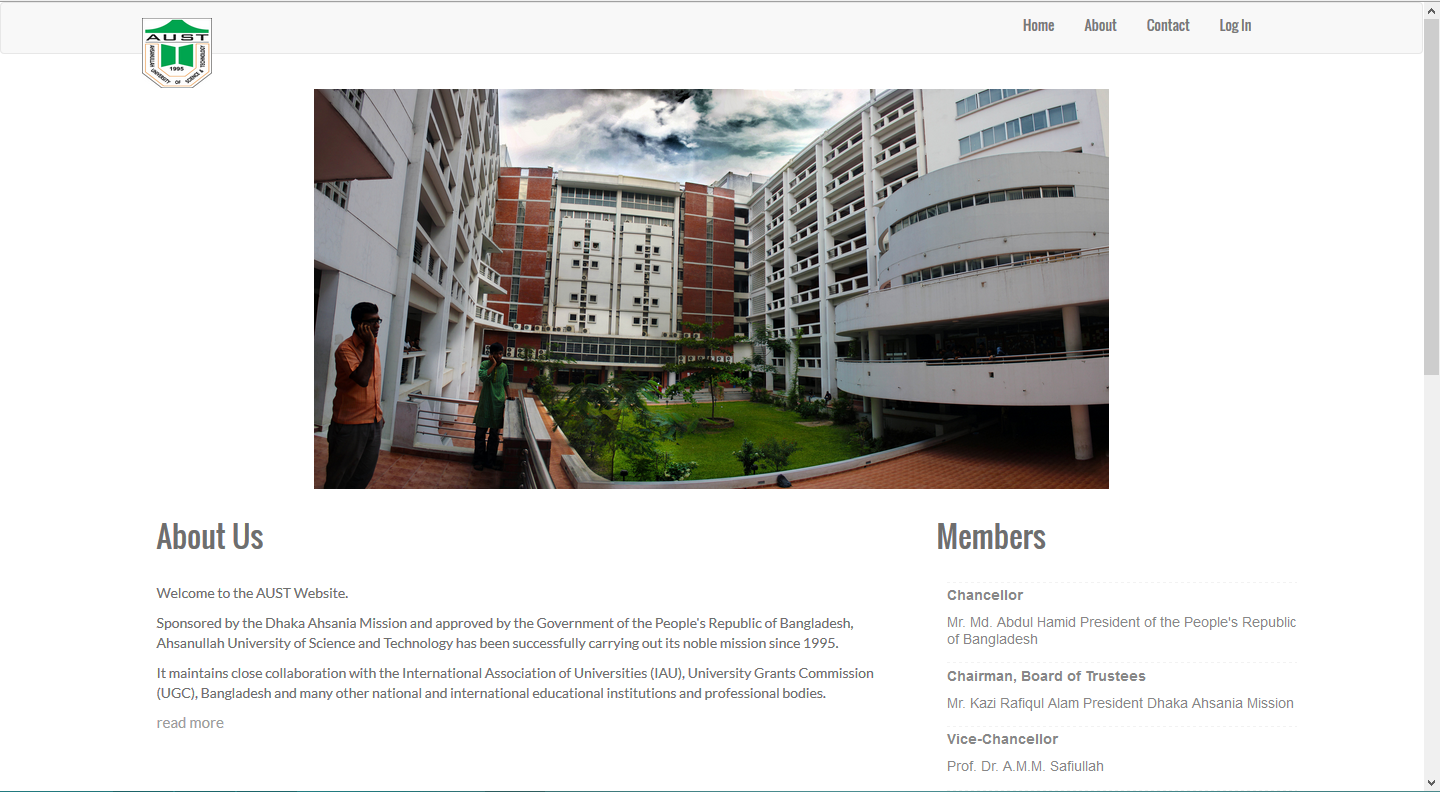 AUST
AHSANULLAH UNIVERSITY OF SCIENCE & TECHNOLOGY
1995
Home
About
Contact
Log In
About Us
Welcome to the AUST Website.
Sponsored by the Dhaka Ahsania Mission and approved by the Government of the People's Republic of Bangladesh,
Ahsanullah University of Science and Technology has been successfully carrying out its noble mission since 1995.
It maintains close collaboration with the International Association of Universities (IAU), University Grants Commission
(UGC), Bangladesh and many other national and international educational institutions and professional bodies.
read more
Members
Chancellor
Mr. Md. Abdul Hamid President of the People's Republic
of Bangladesh
Chairman, Board of Trustees
Mr. Kazi Rafiqul Alam President Dhaka Ahsania Mission
Vice-Chancellor
Prof. Dr. A.M.M. Safiullah